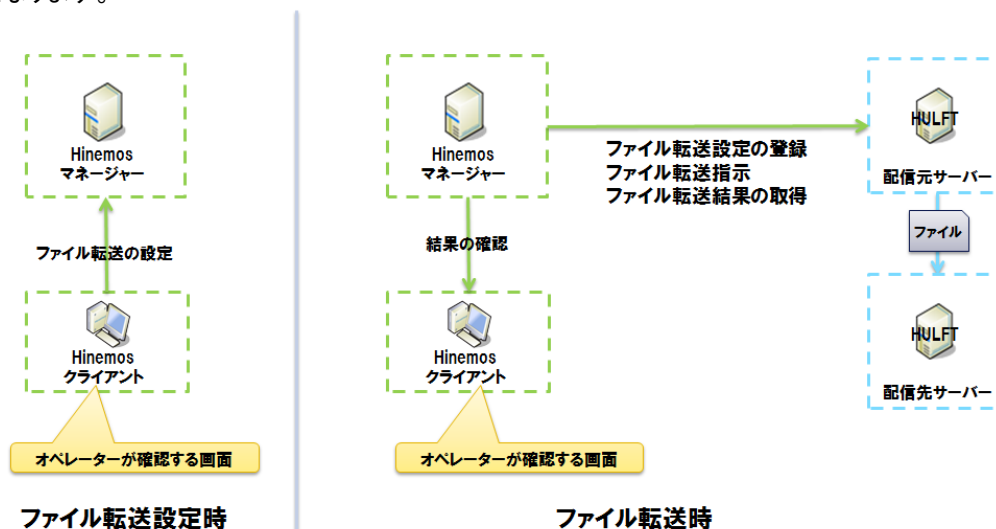 Hinemos
マネージャー
ファイル転送の設定
Hinemos
クライアント
オペレーターが確認する画面
ファイル転送設定時
Hinemos
マネージャー
ファイル転送設定の登録
ファイル転送指示
ファイル転送結果の取得
HULFT
配信元サーバー
結果の確認
ファイル
Hinemos
クライアント
HULFT
配信先サーバー
オペレーターが確認する画面
ファイル転送時